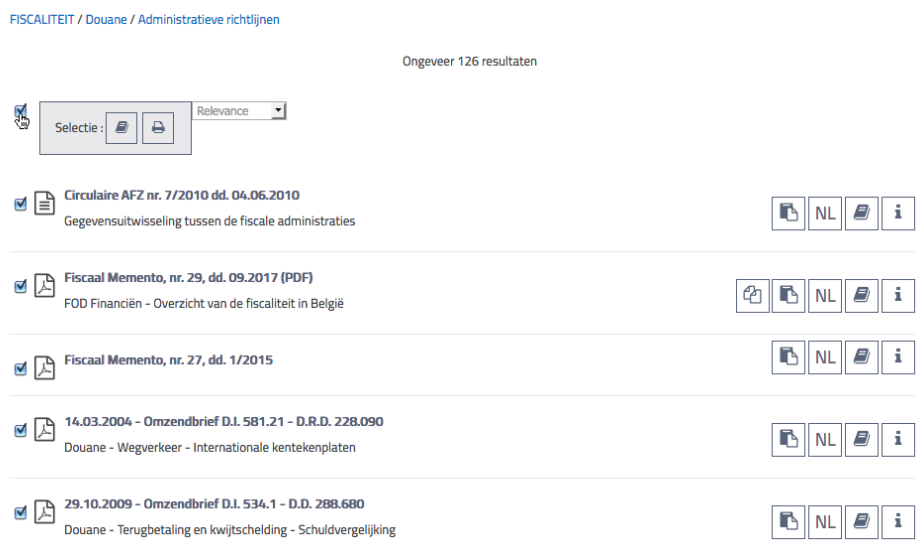 FISCALITEIT / Douane / Administratieve richtlijnen
Ongeveer 126 resultaten
Selectie :
Relevance
Circulaire AFZ nr. 7/2010 dd. 04.06.2010
Gegevensuitwisseling tussen de fiscale administraties
NL
Fiscaal Memento, nr. 29, dd. 09.2017 (PDF)
FOD Financiën - Overzicht van de fiscaliteit in België
NL
Fiscaal Memento, nr. 27, dd. 1/2015
NL
14.03.2004 - Omzendbrief D.I. 581.21 - D.R.D. 228.090
Douane - Wegverkeer - Internationale kentekenplaten
NL
29.10.2009 - Omzendbrief D.I. 534.1 - D.D. 288.680
Douane - Terugbetaling en kwijtschelding - Schuldvergelijking
NL